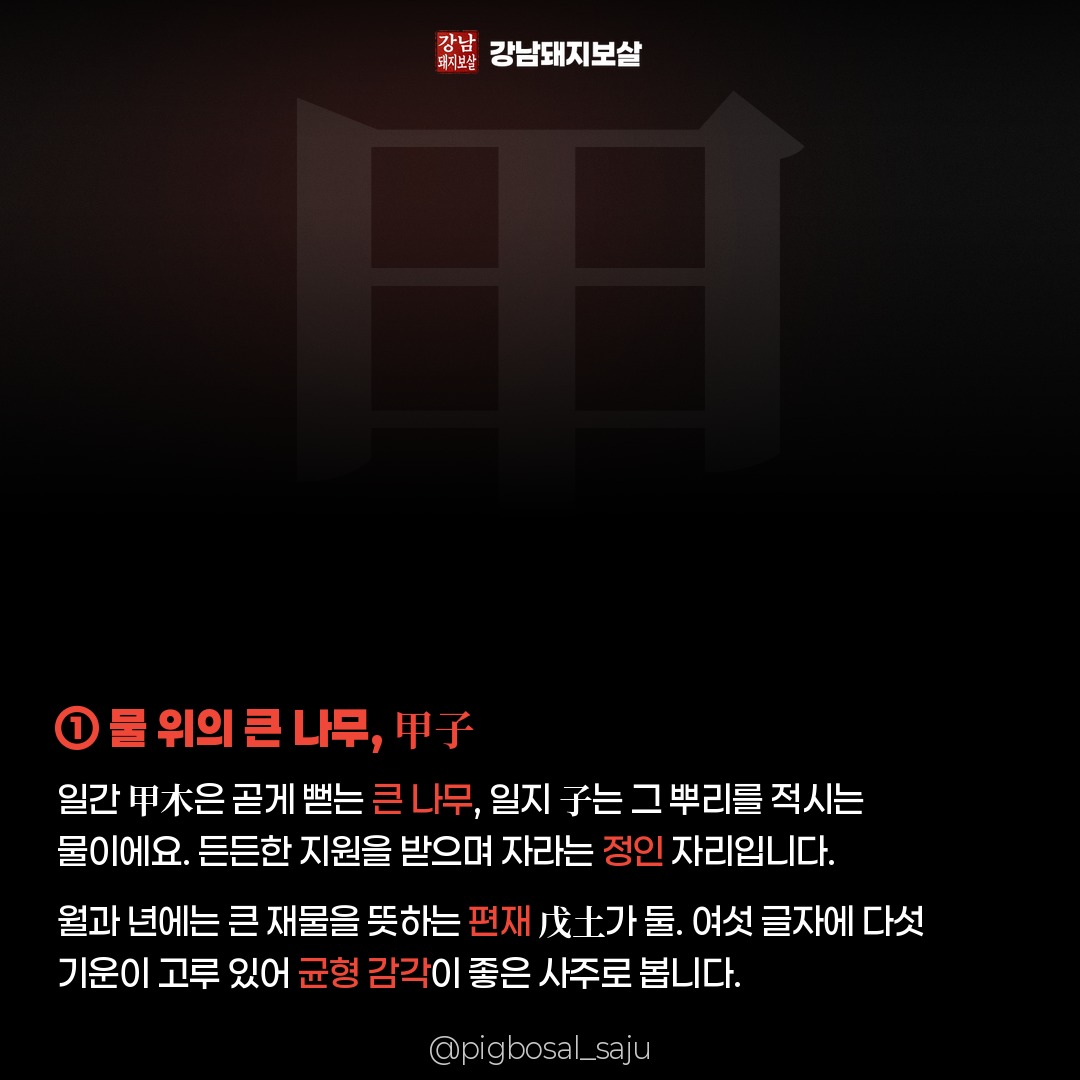 강남
돼지보살
강남돼지보살
甲
① 물 위의 큰 나무, 甲子
일간 甲木은 곧게 뻗는 큰 나무, 일지 子는 그 뿌리를 적시는
물이에요. 든든한 지원을 받으며 자라는 정인 자리입니다.
월과 년에는 큰 재물을 뜻하는 편재 戊土가 둘. 여섯 글자에 다섯
기운이 고루 있어 균형 감각이 좋은 사주로 봅니다.
@pigbosal_saju